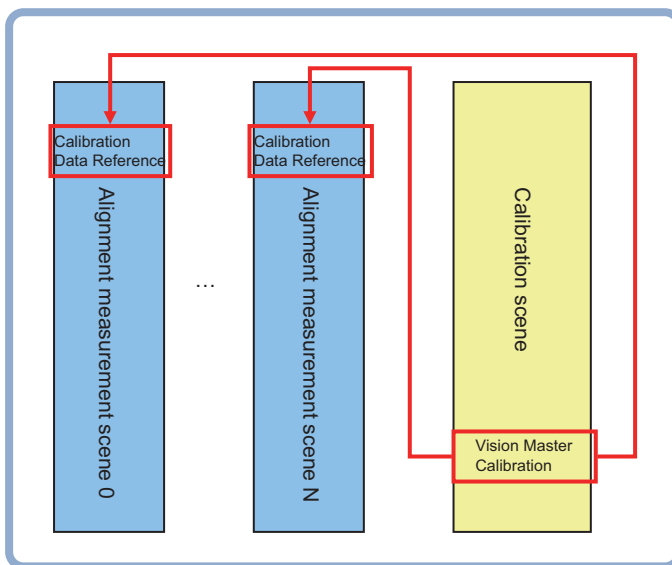 Calibration
Data Reference
Alignment measurement scene 0
...
Calibration
Data Reference
Alignment measurement scene N
Calibration scene
Vision Master
Calibration